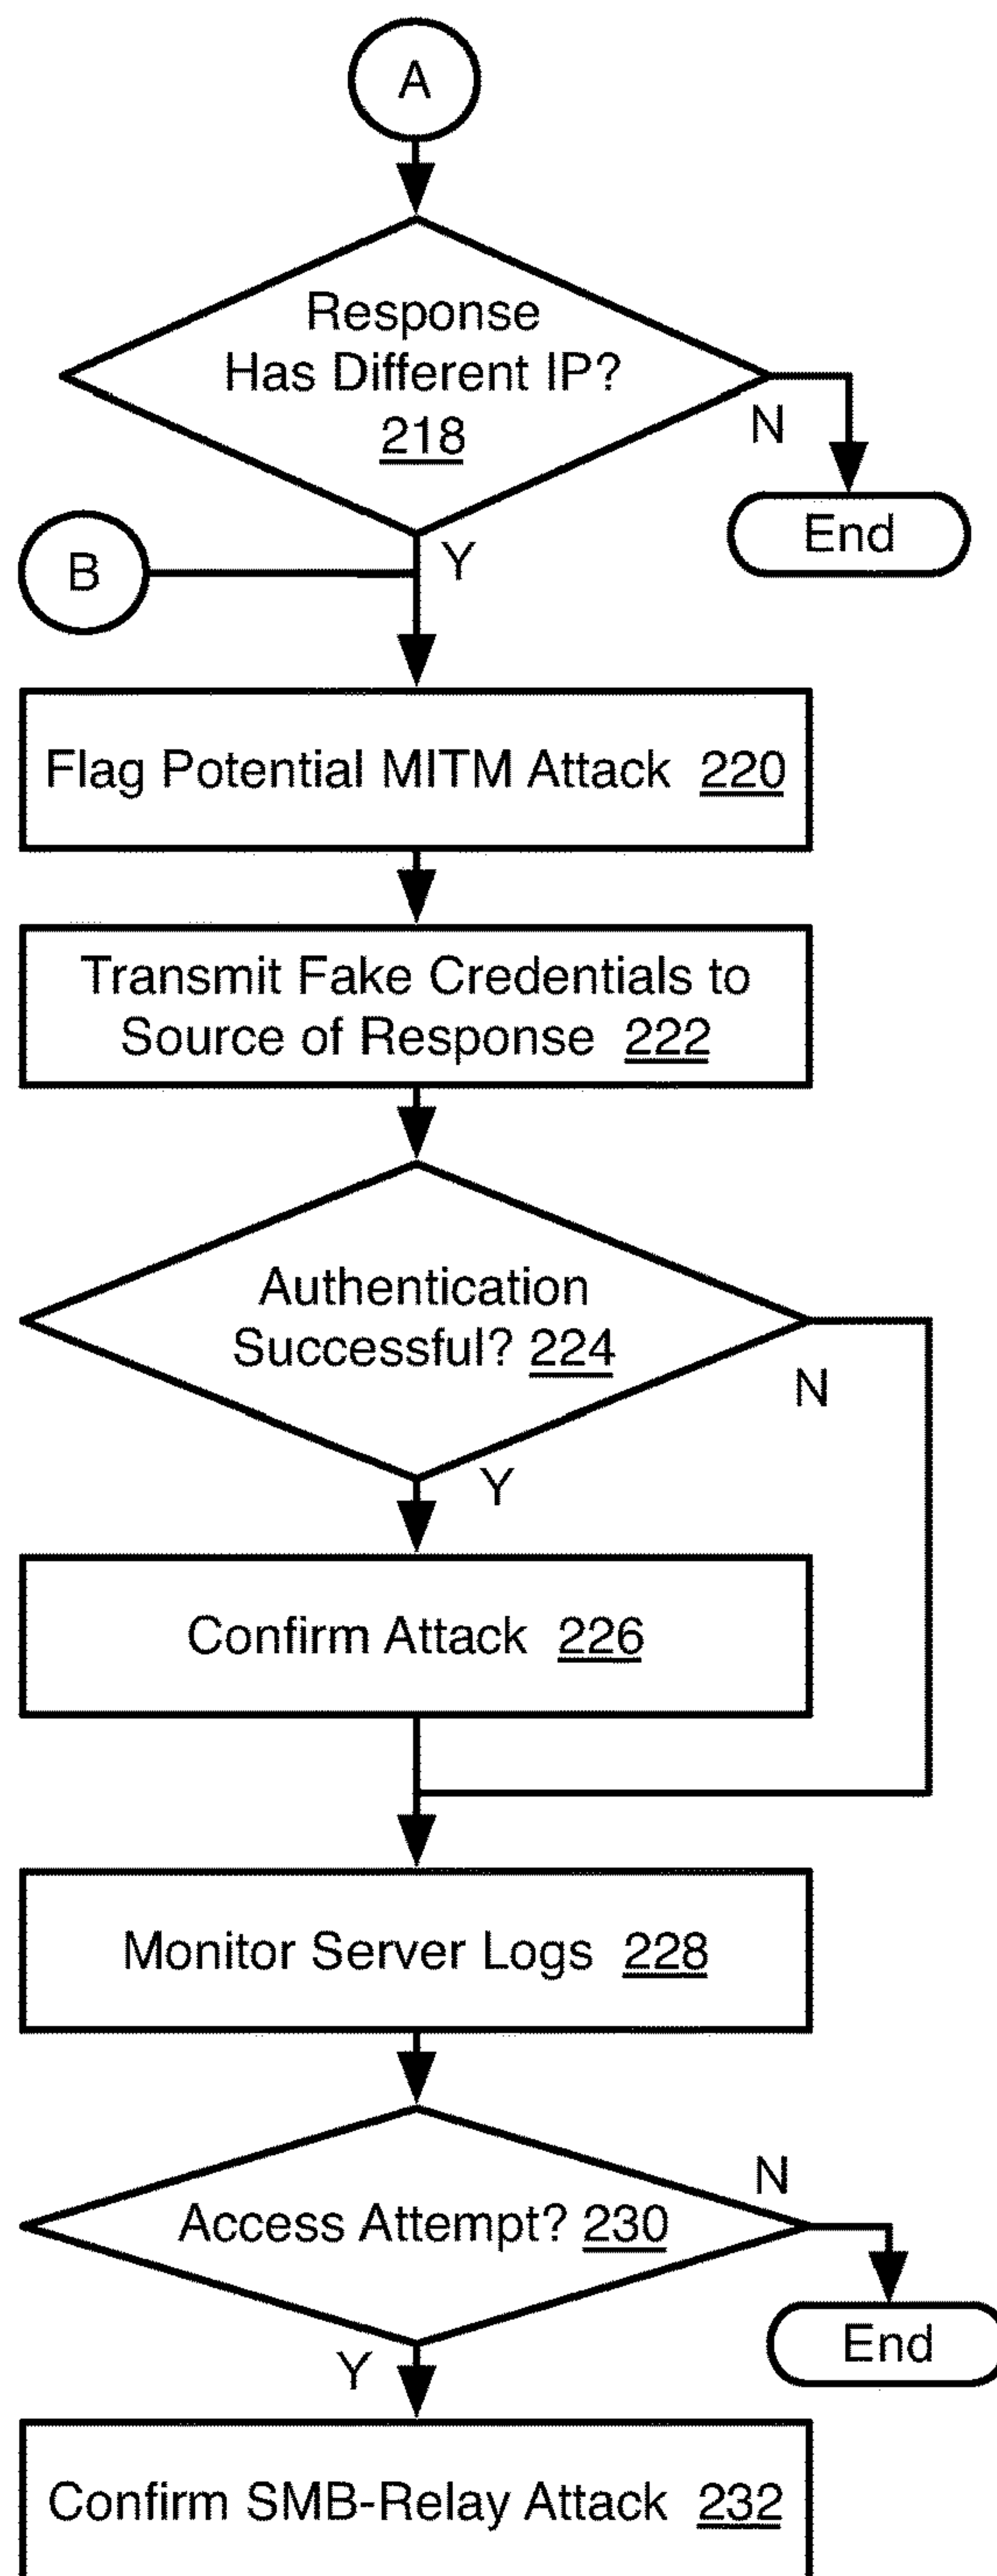 A
Response
Has Different IP?
218
N
End
B
Y
Flag Potential MITM Attack 220
Transmit Fake Credentials to
Source of Response 222
Authentication
Successful? 224
N
Y
Confirm Attack 226
Monitor Server Logs 228
N
Access Attempt? 230
End
Y
Confirm SMB-Relay Attack 232